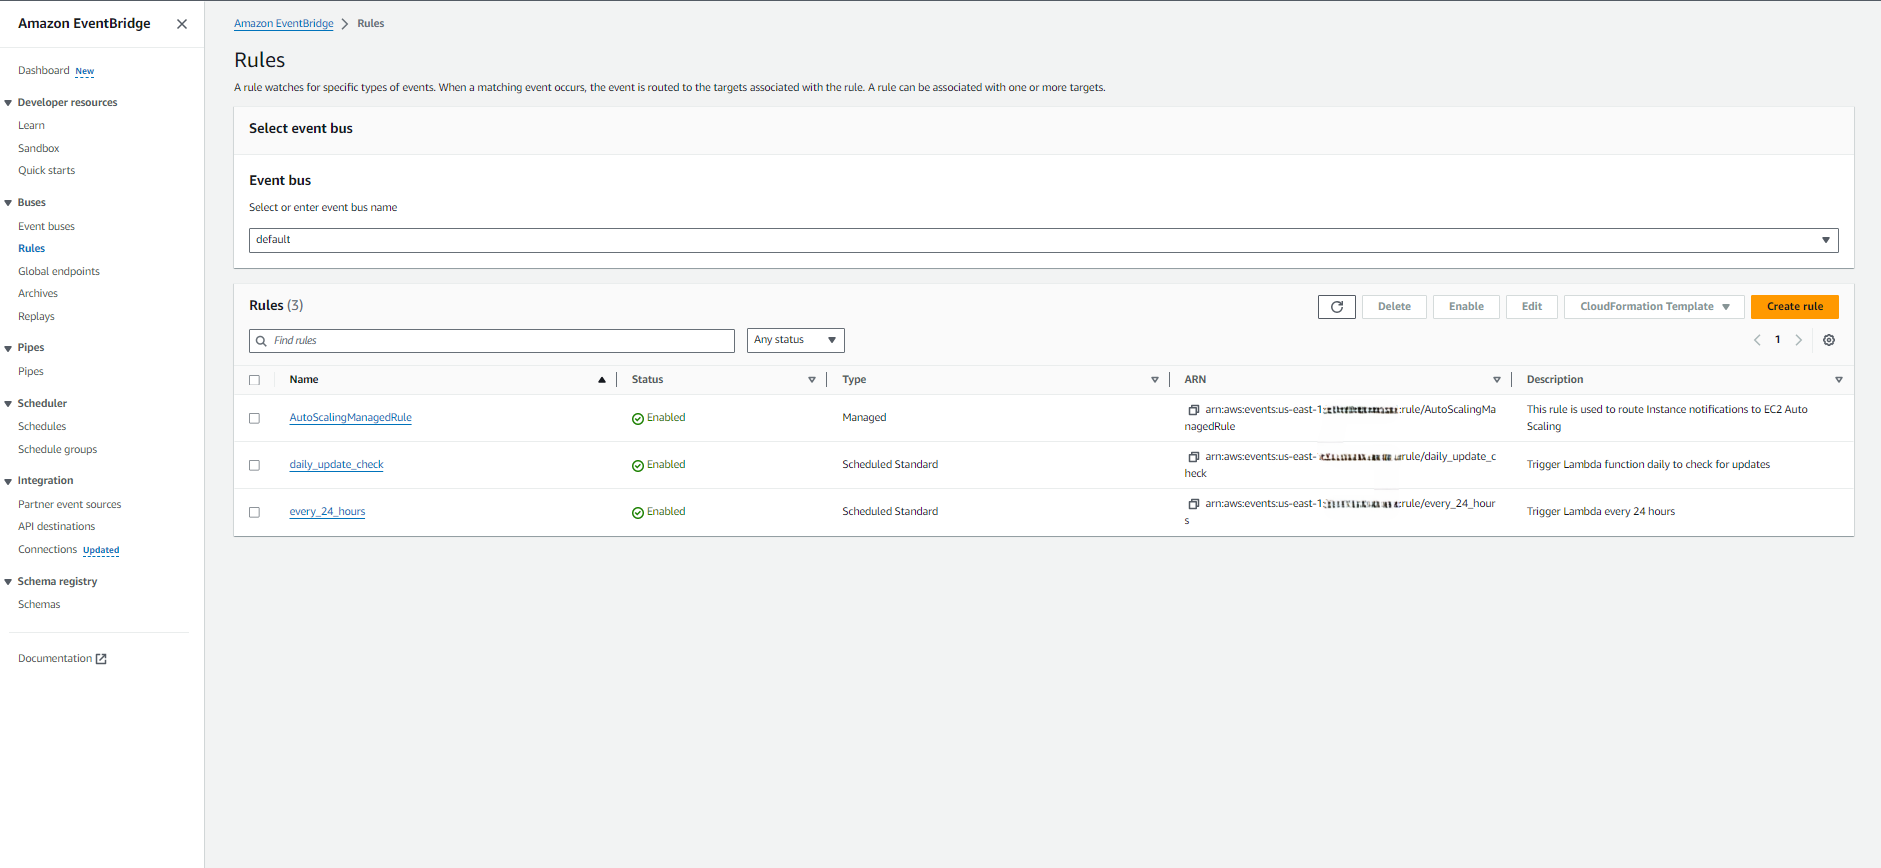 Amazon EventBridge
Dashboard New
Developer resources
Learn
Sandbox
Quick starts
Buses
Event buses
Rules
Global endpoints
Archives
Replays
Pipes
Pipes
Scheduler
Schedules
Schedule groups
Integration
Partner event sources
API destinations
Connections Updated
Schema registry
Schemas
Documentation
Amazon EventBridge > Rules
Rules
A rule watches for specific types of events. When a matching event occurs, the event is routed to the targets associated with the rule. A rule can be associated with one or more targets.
Select event bus
Event bus
Select or enter event bus name
default
Rules (3)
Delete Enable Edit CloudFormation Template Create rule
Find rules Any status 1
Name Status Type ARN Description
AutoScalingManagedRule Enabled Managed arn:aws:events:us-east-1: :rule/AutoScalingMa This rule is used to route Instance notifications to EC2 Auto
nagedRule Scaling
daily_update_check Enabled Scheduled Standard arn:aws:events:us-east- rule/daily_update_c Trigger Lambda function daily to check for updates
heck
every_24_hours Enabled Scheduled Standard arn:aws:events:us-east-1: :rule/every_24_hour Trigger Lambda every 24 hours
s